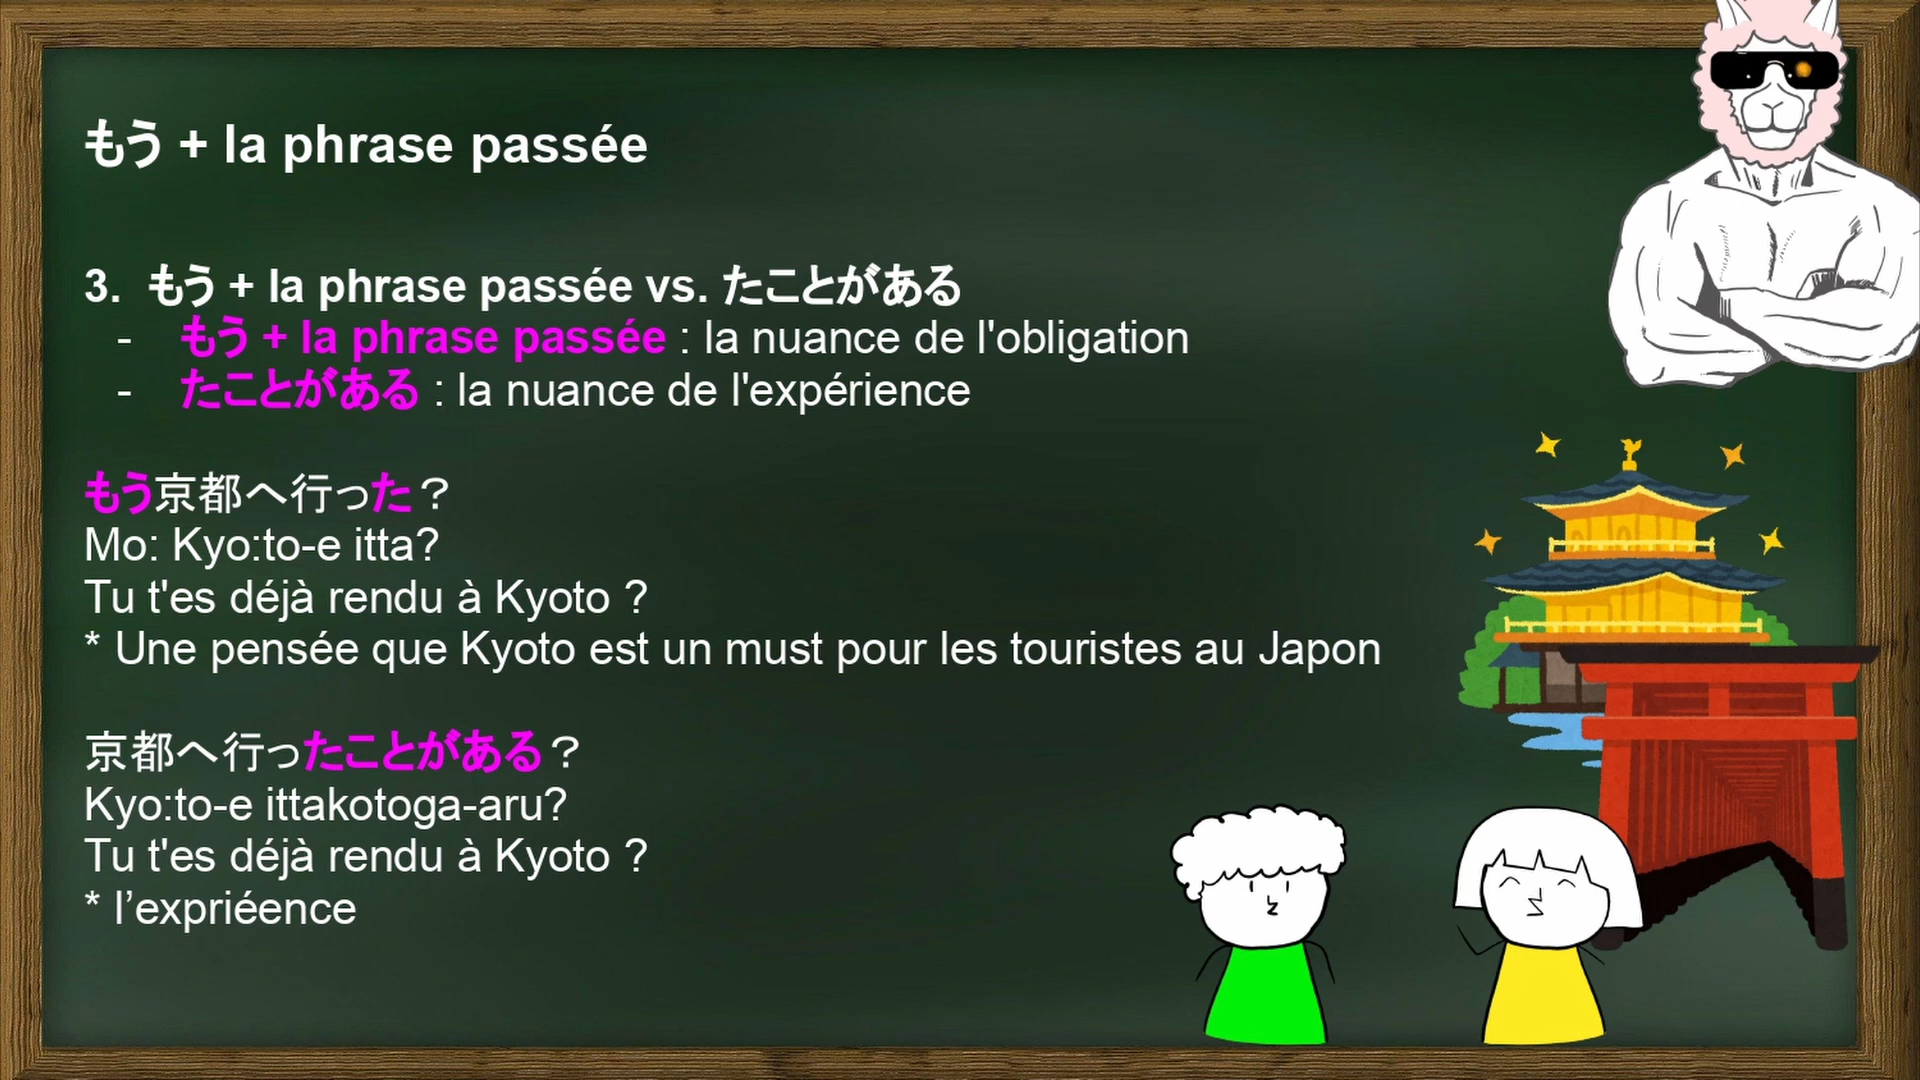 もう + la phrase passée
3. もう + la phrase passée vs. たことがある
- もう + la phrase passée : la nuance de l'obligation
- たことがある : la nuance de l'expérience
もう京都へ行った？
Mo: Kyo:to-e itta?
Tu t'es déjà rendu à Kyoto ?
* Une pensée que Kyoto est un must pour les touristes au Japon
京都へ行ったことがある？
Kyo:to-e ittakotoga-aru?
Tu t'es déjà rendu à Kyoto ?
* l’expriéence